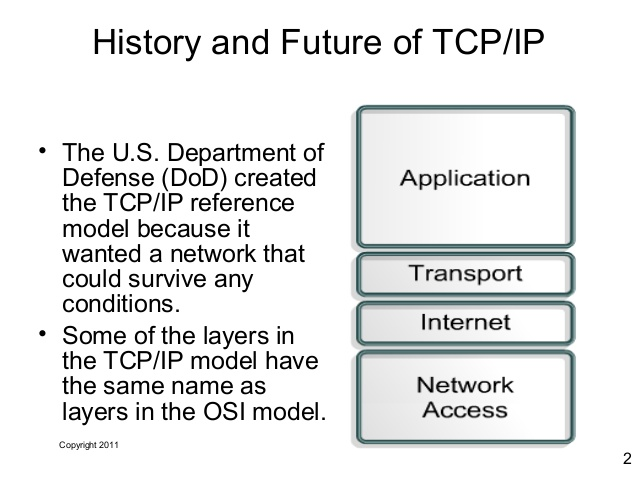 History and Future of TCP/IP
• The U.S. Department of
Defense (DoD) created
the TCP/IP reference
model because it
wanted a network that
could survive any
conditions.
• Some of the layers in
the TCP/IP model have
the same name as
layers in the OSI model.
Application
Transport
Internet
Network
Access
Copyright 2011
2